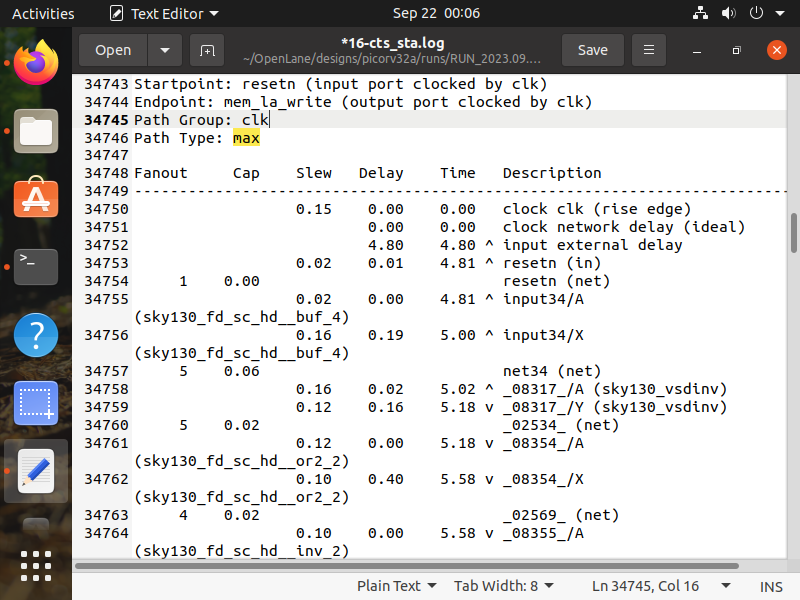 Activities Text Editor Sep 22 00:06
Open *16-cts_sta.log Save
~/OpenLane/designs/picorv32a/runs/RUN_2023.09....
34743 Startpoint: resetn (input port clocked by clk)
34744 Endpoint: mem_la_write (output port clocked by clk)
34745 Path Group: clk
34746 Path Type: max
34747
34748 Fanout Cap Slew Delay Time Description
34749 -------------------------------------------------------------------------
34750 0.15 0.00 0.00 clock clk (rise edge)
34751 0.00 0.00 clock network delay (ideal)
34752 4.80 4.80 ^ input external delay
34753 0.02 0.01 4.81 ^ resetn (in)
34754 1 0.00 resetn (net)
34755 0.02 0.00 4.81 ^ input34/A
(sky130_fd_sc_hd__buf_4)
34756 0.16 0.19 5.00 ^ input34/X
(sky130_fd_sc_hd__buf_4)
34757 5 0.06 net34 (net)
34758 0.16 0.02 5.02 ^ _08317_/A (sky130_vsdinv)
34759 0.12 0.16 5.18 v _08317_/Y (sky130_vsdinv)
34760 5 0.02 _02534_ (net)
34761 0.12 0.00 5.18 v _08354_/A
(sky130_fd_sc_hd__or2_2)
34762 0.10 0.40 5.58 v _08354_/X
(sky130_fd_sc_hd__or2_2)
34763 4 0.02 _02569_ (net)
34764 0.10 0.00 5.58 v _08355_/A
(sky130_fd_sc_hd__inv_2)
Plain Text Tab Width: 8 Ln 34745, Col 16 INS